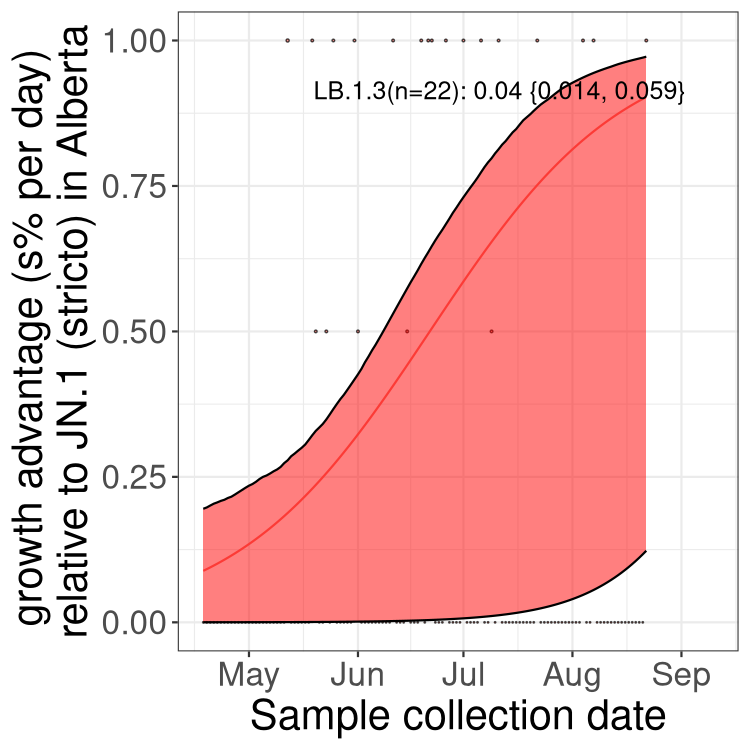 growth advantage (s% per day)
relative to JN.1 (stricto) in Alberta
1.00
0.75
0.50
0.25
0.00
LB.1.3(n=22): 0.04 {0.014, 0.059}
May Jun Jul Aug Sep
Sample collection date